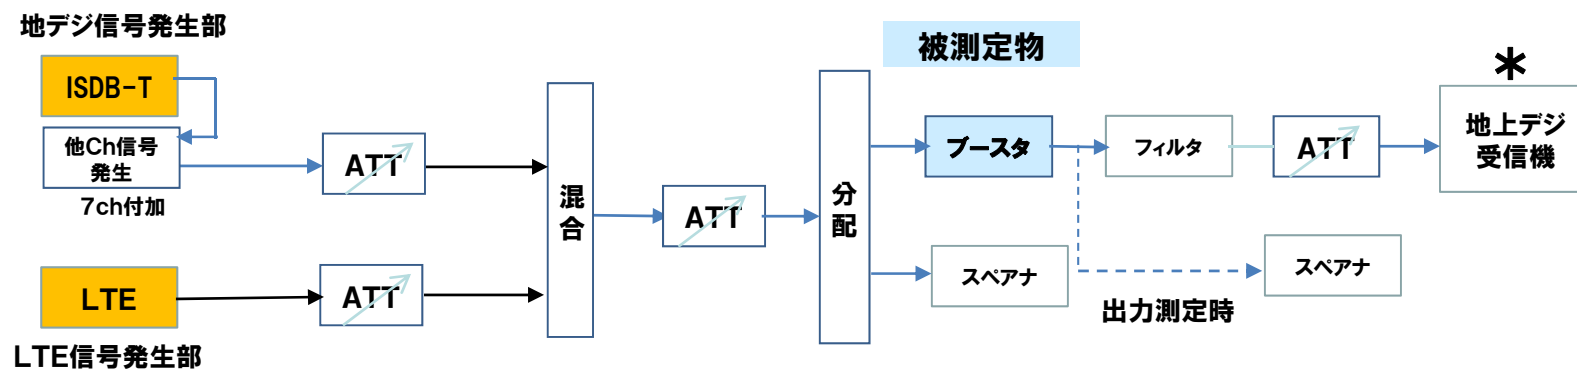 地デジ信号発生部
ISDB-T
他Ch信号
発生
7ch付加
ATT
LTE
LTE信号発生部
ATT
混合
ATT
分配
被測定物
ブースタ
フィルタ
ATT
*
地上デジ
受信機
スペアナ
スペアナ
出力測定時